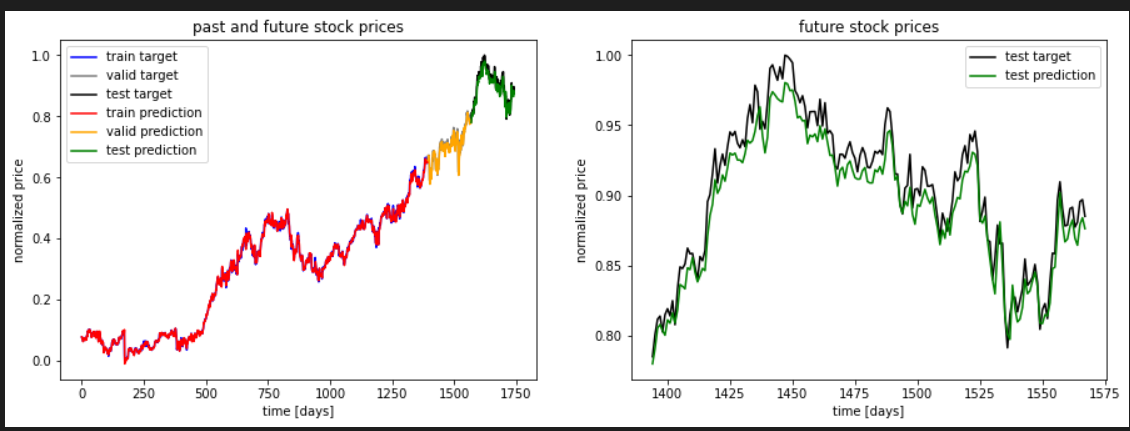 past and future stock prices
1.0
0.8
0.6
0.4
0.2
0.0
normalized price
train target
valid target
test target
train prediction
valid prediction
test prediction
0 250 500 750 1000 1250 1500 1750
time [days]
future stock prices
1.00
0.95
0.90
0.85
0.80
normalized price
test target
test prediction
1400 1425 1450 1475 1500 1525 1550 1575
time [days]